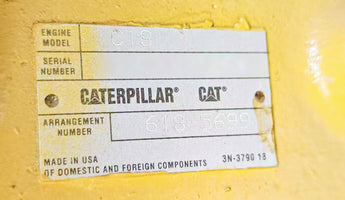 ENGINE MODEL C18
SERIAL NUMBER
CATERPILLAR® CAT®
ARRANGEMENT NUMBER 618-5699
MADE IN USA
OF DOMESTIC AND FOREIGN COMPONENTS 3N-3790 18